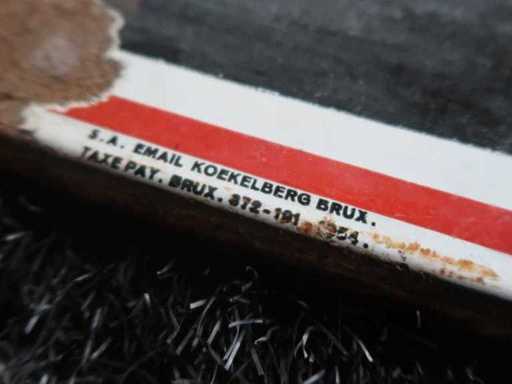 S.A. EMAIL KOEKELBERG BRUX.
TAXE PAY. BRUX. 372-191